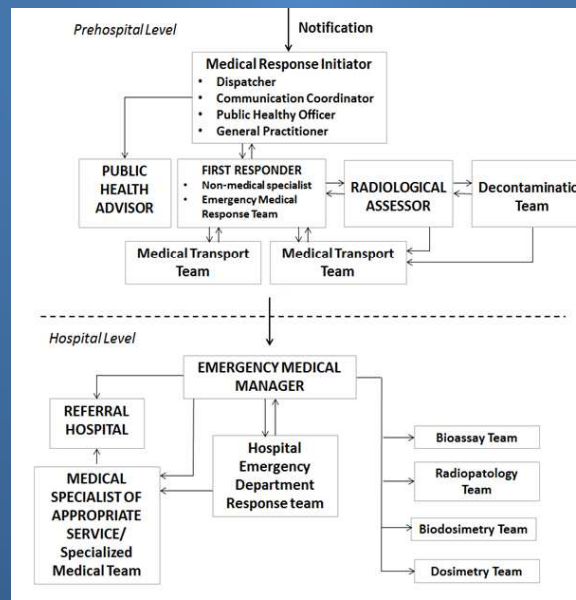 Prehospital Level
Notification
Medical Response Initiator
• Dispatcher
• Communication Coordinator
• Public Healthy Officer
• General Practitioner
PUBLIC
HEALTH
ADVISOR
FIRST RESPONDER
• Non-medical specialist
• Emergency Medical
Response Team
RADIOLOGICAL
ASSESSOR
Decontaminatic
Team
Medical Transport
Team
Medical Transport
Team
Hospital Level
EMERGENCY MEDICAL
MANAGER
REFERRAL
HOSPITAL
Hospital
Emergency
Department
Response team
MEDICAL
SPECIALIST OF
APPROPRIATE
SERVICE/
Specialized
Medical Team
Bioassay Team
Radiopatology
Team
Biodosimetry Team
Dosimetry Team